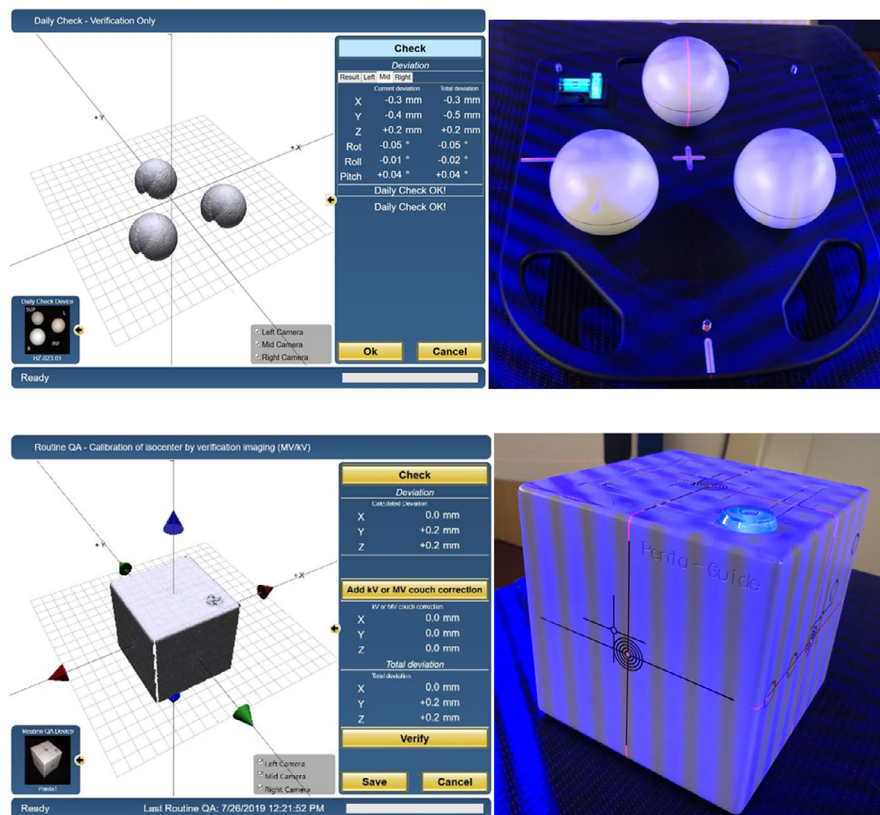 Daily Check - Verification Only
Check
Deviation
Result Left Mid Right
Current deviation Total deviation
X -0.3 mm -0.3 mm
Y -0.4 mm -0.5 mm
Z +0.2 mm +0.2 mm
Rot -0.05 ° -0.05 °
Roll -0.01 ° -0.02 °
Pitch +0.04 ° +0.04 °
Daily Check OK!
Daily Check OK!
+Y
+X
Daily Check Device
SUP
L
R
INF
HZ-023.01
Left Camera
Mid Camera
Right Camera
Ok Cancel
Ready
Routine QA - Calibration of isocenter by verification imaging (MV/kV)
Check
Deviation
Calculated Deviation
X 0.0 mm
Y +0.2 mm
Z +0.2 mm
Add kV or MV couch correction
kV or MV couch correction
X 0.0 mm
Y 0.0 mm
Z 0.0 mm
Total deviation
Total deviation
X 0.0 mm
Y +0.2 mm
Z +0.2 mm
Verify
+Y
+X
Routine QA Device
Penta1
Left Camera
Mid Camera
Right Camera
Save Cancel
Ready Last Routine QA: 7/26/2019 12:21:52 PM
Penta-Guide